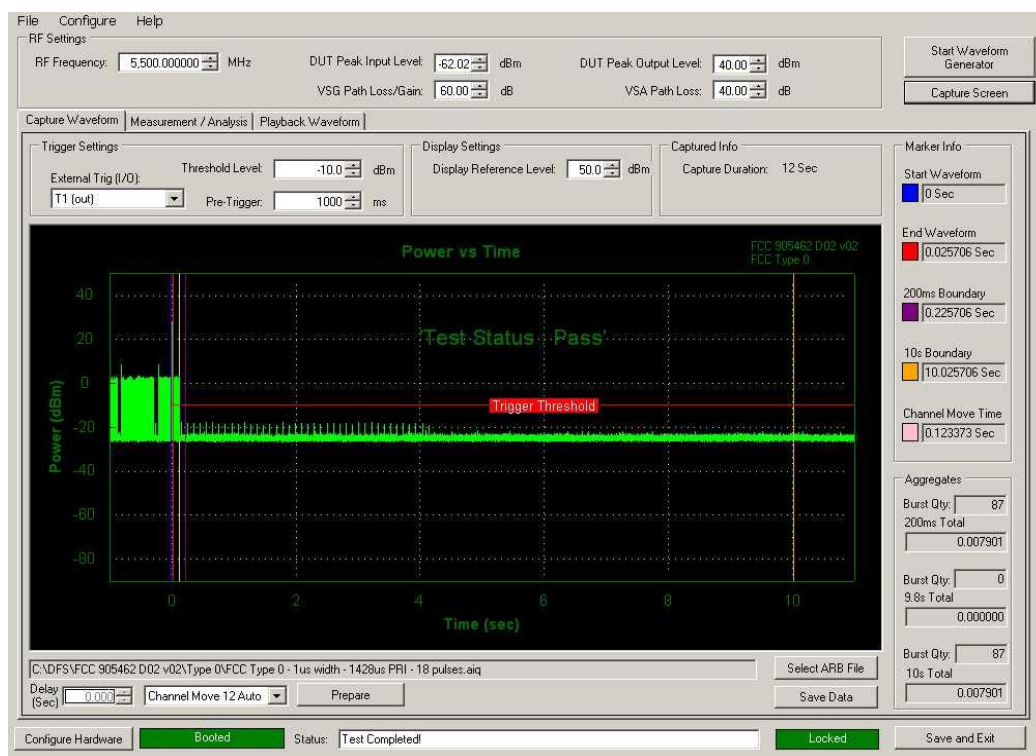 File Configure Help
RF Settings
RF Frequency: 5,500.000000 MHz
DUT Peak Input Level: -62.02 dBm
DUT Peak Output Level: 40.00 dBm
VSG Path Loss/Gain: 60.00 dB
VSA Path Loss: 40.00 dB
Start Waveform
Generator
Capture Screen
Capture Waveform Measurement / Analysis Playback Waveform
Trigger Settings
External Trig (I/O):
T1 (out)
Threshold Level: -10.0 dBm
Pre-Trigger: 1000 ms
Display Settings
Display Reference Level: 50.0 dBm
Captured Info
Capture Duration: 12 Sec
Marker Info
Start Waveform
0 Sec
End Waveform
0.025706 Sec
200ms Boundary
0.225706 Sec
10s Boundary
10.025706 Sec
Channel Move Time
0.123373 Sec
Power vs Time
FCC 905462 D02 v02
FCC Type 0
'Test Status : Pass'
Trigger Threshold
Power (dBm)
40
20
0
-20
-40
-60
-80
0 2 4 6 8 10
Time (sec)
Aggregates
Burst Qty: 87
200ms Total
0.007901
Burst Qty: 0
9.8s Total
0.000000
Burst Qty: 87
10s Total
0.007901
C:\DFS\FCC 905462 D02 v02\Type 0\FCC Type 0 - 1us width - 1428us PRI - 18 pulses.aiq
Select ARB File
Delay
(Sec) 0.000
Channel Move 12 Auto
Prepare
Save Data
Configure Hardware
Booted
Status: Test Completed!
Locked
Save and Exit